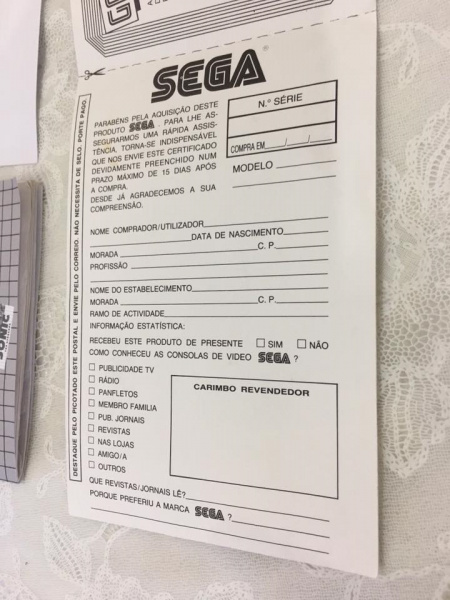 SEGA
PARABÉNS PELA AQUISIÇÃO DESTE
PRODUTO SEGA. PARA LHE AS-
SEGURARMOS UMA RÁPIDA ASSIS-
TÊNCIA, TORNA-SE INDISPENSÁVEL
QUE NOS ENVIE ESTE CERTIFICADO
DEVIDAMENTE PREENCHIDO NUM
PRAZO MÁXIMO DE 15 DIAS APÓS
A COMPRA.
DESDE JÁ AGRADECEMOS A SUA
COMPREENSÃO.
N.º SÉRIE
COMPRA EM__/__/__
MODELO
NOME COMPRADOR/UTILIZADOR
DATA DE NASCIMENTO
MORADA C. P.
PROFISSÃO
NOME DO ESTABELECIMENTO
MORADA C. P.
RAMO DE ACTIVIDADE
INFORMAÇÃO ESTATÍSTICA:
RECEBEU ESTE PRODUTO DE PRESENTE ☐ SIM ☐ NÃO
COMO CONHECEU AS CONSOLAS DE VIDEO SEGA ?
☐ PUBLICIDADE TV
☐ RÁDIO
☐ PANFLETOS
☐ MEMBRO FAMILIA
☐ PUB. JORNAIS
☐ REVISTAS
☐ NAS LOJAS
☐ AMIGO/A
☐ OUTROS
CARIMBO REVENDEDOR
QUE REVISTAS/JORNAIS LÊ?
PORQUE PREFERIU A MARCA SEGA ?
DESTAQUE PELO PICOTADO ESTE POSTAL E ENVIE PELO CORREIO. NÃO NECESSITA DE SELO. PORTE PAGO.
SONIC